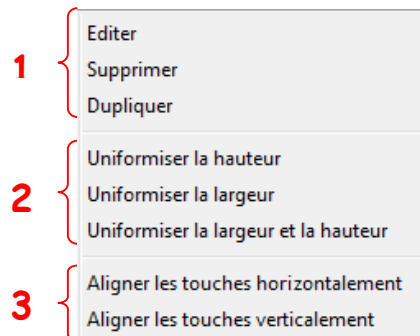 1
Editer
Supprimer
Dupliquer
2
Uniformiser la hauteur
Uniformiser la largeur
Uniformiser la largeur et la hauteur
3
Aligner les touches horizontalement
Aligner les touches verticalement